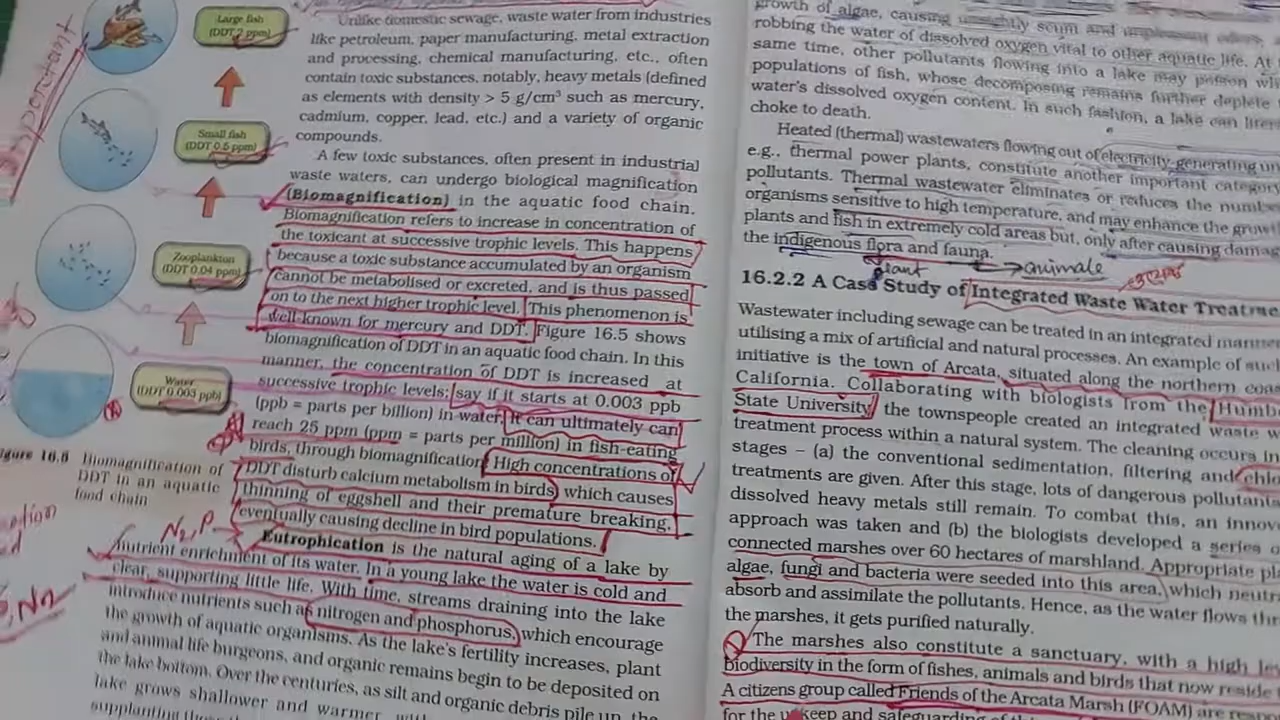 Large fish
(DDT 2 ppm)
Small fish
(DDT 0.5 ppm)
Zooplankton
(DDT 0.04 ppm)
Water
(DDT 0.003 ppb)
Biomagnification of
DDT in an aquatic
food chain
Unlike domestic sewage, waste water from industries
like petroleum, paper manufacturing, metal extraction
and processing, chemical manufacturing, etc., often
contain toxic substances, notably, heavy metals (defined
as elements with density > 5 g/cm³ such as mercury,
cadmium, copper, lead, etc.) and a variety of organic
compounds.
A few toxic substances, often present in industrial
waste waters, can undergo biological magnification
(Biomagnification) in the aquatic food chain.
Biomagnification refers to increase in concentration of
the toxicant at successive trophic levels. This happens
because a toxic substance accumulated by an organism
cannot be metabolised or excreted, and is thus passed
on to the next higher trophic level. This phenomenon is
well-known for mercury and DDT. Figure 16.5 shows
biomagnification of DDT in an aquatic food chain. In this
manner, the concentration of DDT is increased at
successive trophic levels; say if it starts at 0.003 ppb
(ppb = parts per billion) in water, it can ultimately can
reach 25 ppm (ppm = parts per million) in fish-eating
birds, through biomagnification. High concentrations of
DDT disturb calcium metabolism in birds, which causes
thinning of eggshell and their premature breaking,
eventually causing decline in bird populations.
N₂, P
Eutrophication is the natural aging of a lake by
nutrient enrichment of its water. In a young lake the water is cold and
clear, supporting little life. With time, streams draining into the lake
introduce nutrients such as nitrogen and phosphorus, which encourage
the growth of aquatic organisms. As the lake's fertility increases, plant
and animal life burgeons, and organic remains begin to be deposited on
the lake bottom. Over the centuries, as silt and organic debris pile up, the
lake grows shallower and warmer
growth of algae, causing unsightly scum and unpleasant
robbing the water of dissolved oxygen vital to other aquatic life. At
same time, other pollutants flowing into a lake may poison
populations of fish, whose decomposing remains further deplete
water's dissolved oxygen content. In such fashion, a lake can
choke to death.
Heated (thermal) wastewaters flowing out of electricity-generating
e.g., thermal power plants, constitute another important category
pollutants. Thermal wastewater eliminates or reduces the
organisms sensitive to high temperature, and may enhance the
plants and fish in extremely cold areas but, only after causing
the indigenous flora and fauna.
plant animals
16.2.2 A Case Study of Integrated Waste Water
Wastewater including sewage can be treated in an integrated
utilising a mix of artificial and natural processes. An example of
initiative is the town of Arcata, situated along the northern
California. Collaborating with biologists from the
State University, the townspeople created an integrated waste
treatment process within a natural system. The cleaning occurs in
stages – (a) the conventional sedimentation, filtering and
treatments are given. After this stage, lots of dangerous
dissolved heavy metals still remain. To combat this, an
approach was taken and (b) the biologists developed a series
connected marshes over 60 hectares of marshland. Appropriate
algae, fungi and bacteria were seeded into this area, which
absorb and assimilate the pollutants. Hence, as the water flows
the marshes, it gets purified naturally.
The marshes also constitute a sanctuary, with a high
biodiversity in the form of fishes, animals and birds that now reside
A citizens group called Friends of the Arcata Marsh (FOAM) are
for the upkeep and safeguarding of